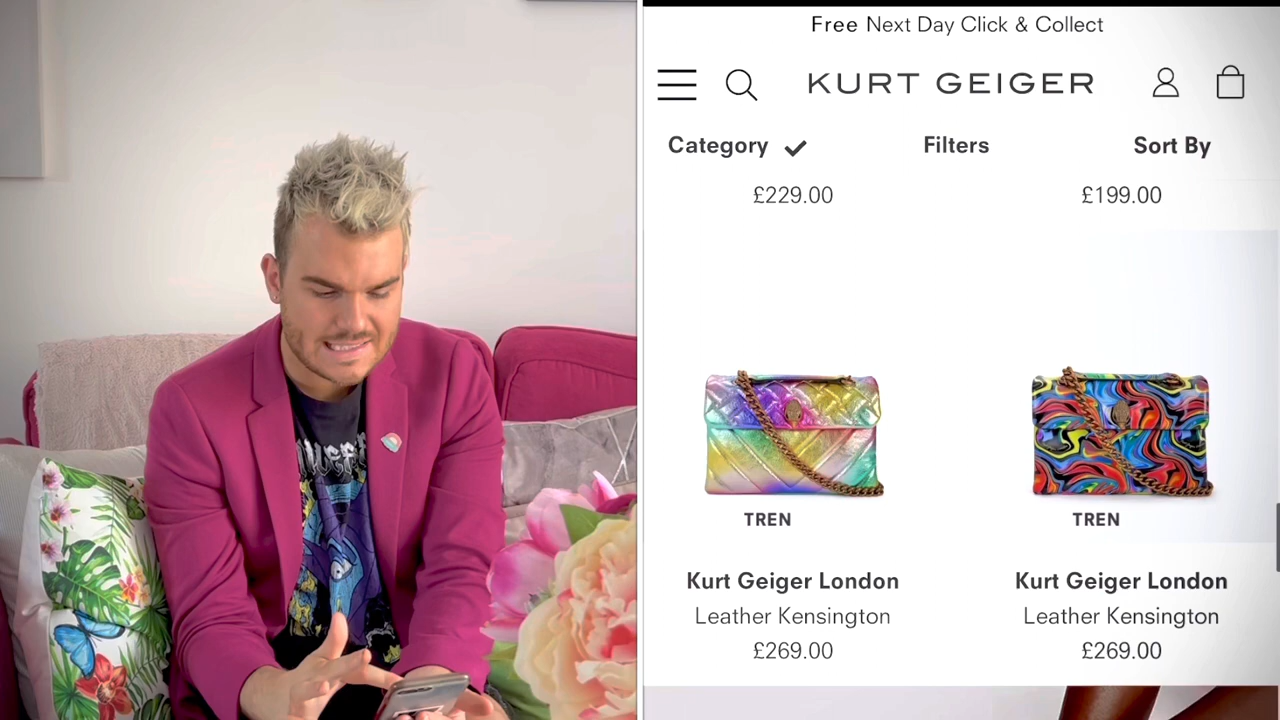 Free Next Day Click & Collect
KURT GEIGER
Category Filters Sort By
£229.00 £199.00
TREN TREN
Kurt Geiger London Kurt Geiger London
Leather Kensington Leather Kensington
£269.00 £269.00